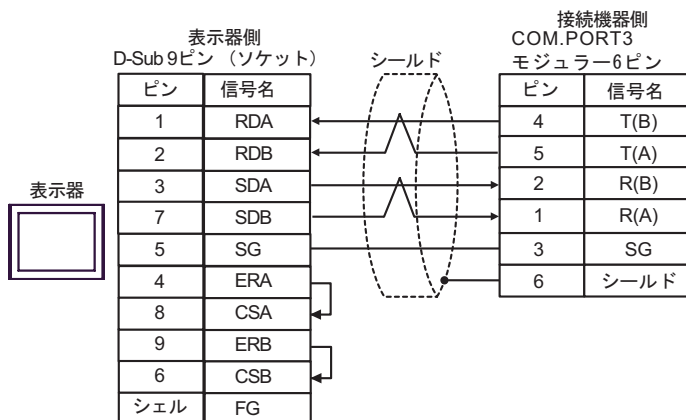 表示器側
D-Sub 9ピン （ソケット）
シールド
接続機器側
COM.PORT3
モジュラー6ピン
ピン 信号名
1 RDA
2 RDB
3 SDA
7 SDB
5 SG
4 ERA
8 CSA
9 ERB
6 CSB
シェル FG
表示器
ピン 信号名
4 T(B)
5 T(A)
2 R(B)
1 R(A)
3 SG
6 シールド